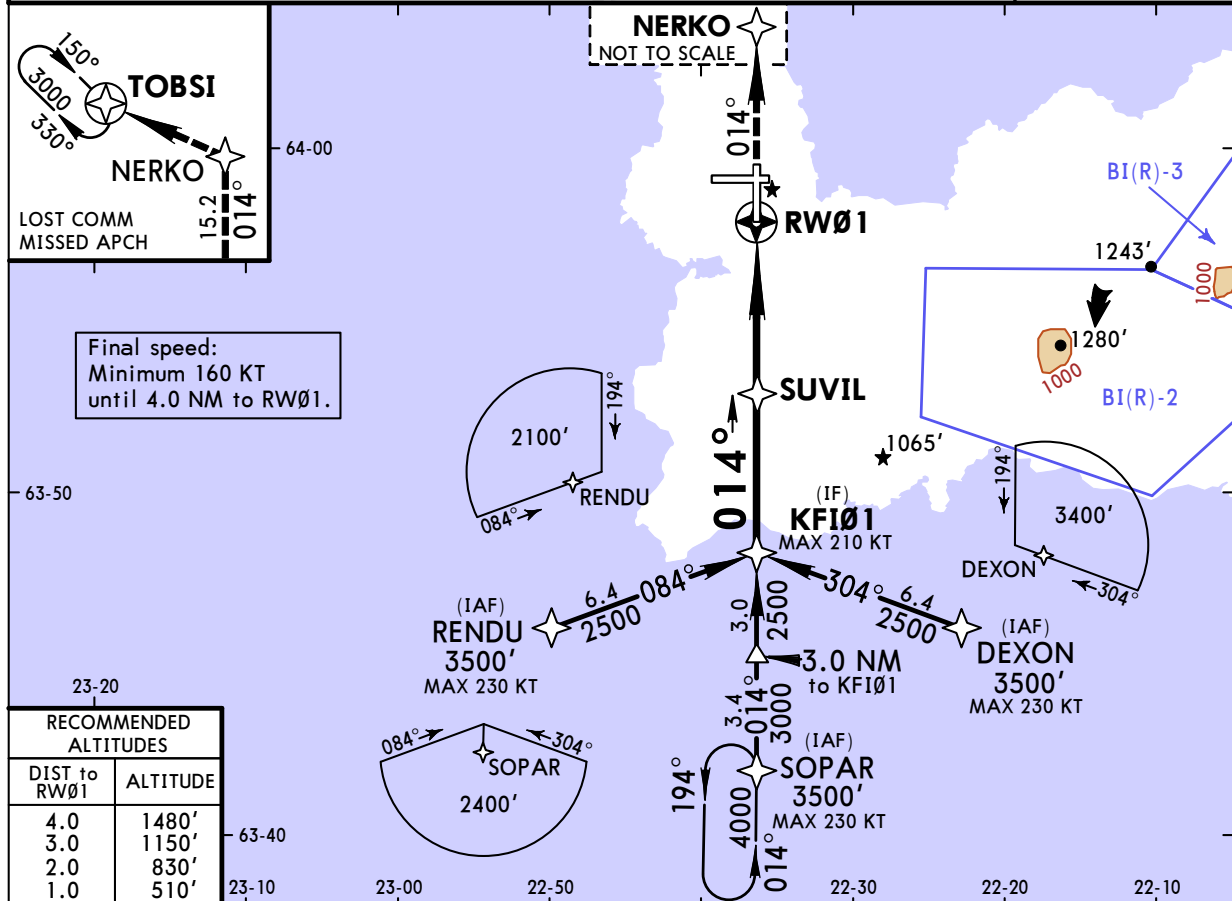 150°
3000
330°
TOBSI
NERKO
15.2
014°
LOST COMM
MISSED APCH
NERKO
NOT TO SCALE
014°
64-00
RWØ1
BI(R)-3
1243'
1000
1280'
1000
BI(R)-2
Final speed:
Minimum 160 KT
until 4.0 NM to RWØ1.
SUVIL
194°
2100'
RENDU
084°
014°
1065'
63-50
(IF)
KFIØ1
MAX 210 KT
194°
3400'
DEXON
304°
6.4
084°
2500
(IAF)
RENDU
3500'
MAX 230 KT
3.0
2500
304°
6.4
2500
(IAF)
DEXON
3500'
MAX 230 KT
3.0 NM
to KFIØ1
23-20
3.4
014°
3000
084°
304°
SOPAR
2400'
(IAF)
SOPAR
3500'
MAX 230 KT
194°
4000
014°
RECOMMENDED
ALTITUDES
DIST to
RWØ1
ALTITUDE
4.0 1480'
3.0 1150'
2.0 830'
1.0 510'
63-40
23-10
23-00
22-50
22-30
22-20
22-10